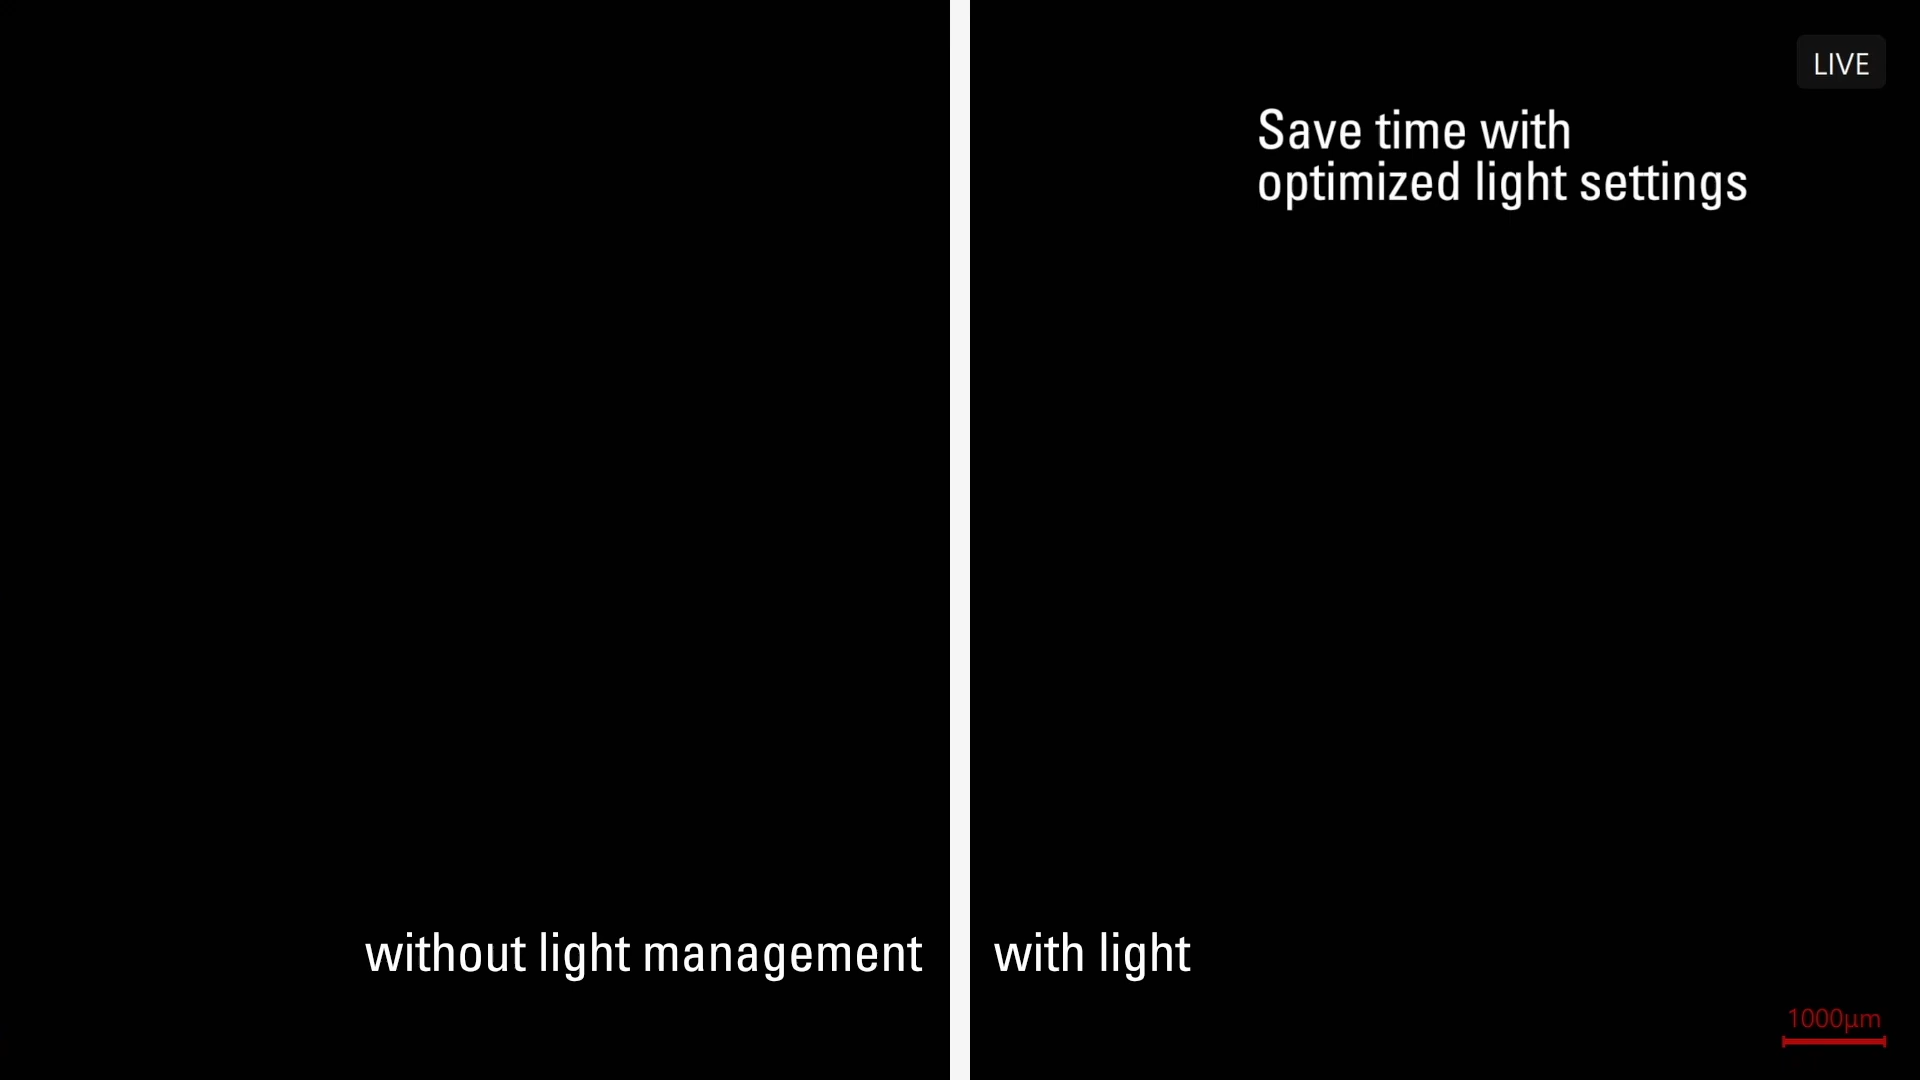 LIVE
Save time with
optimized light settings
without light management
with light
1000µm